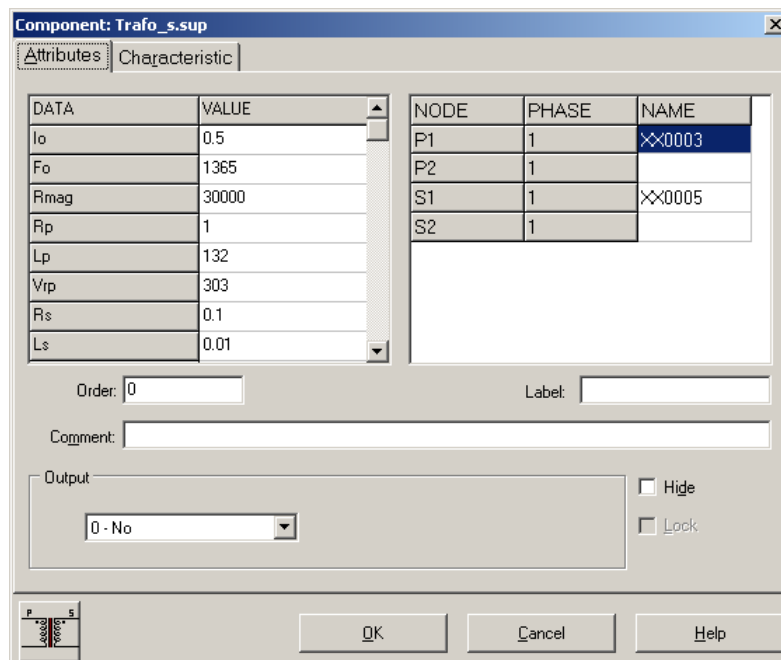 Component: Trafo_s.sup
Attributes Characteristic
DATA VALUE
Io 0.5
Fo 1365
Rmag 30000
Rp 1
Lp 132
Vrp 303
Rs 0.1
Ls 0.01
NODE PHASE NAME
P1 1 XX0003
P2 1
S1 1 XX0005
S2 1
Order: 0
Label:
Comment:
Output
0 - No
Hide
Lock
P S
OK Cancel Help